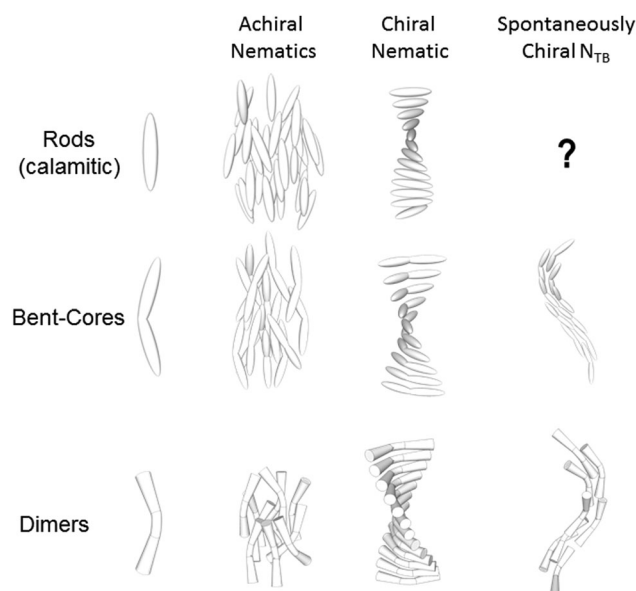 Achiral
Nematics
Chiral
Nematic
Spontaneously
Chiral NTB
Rods
(calamitic)
?
Bent-Cores
Dimers